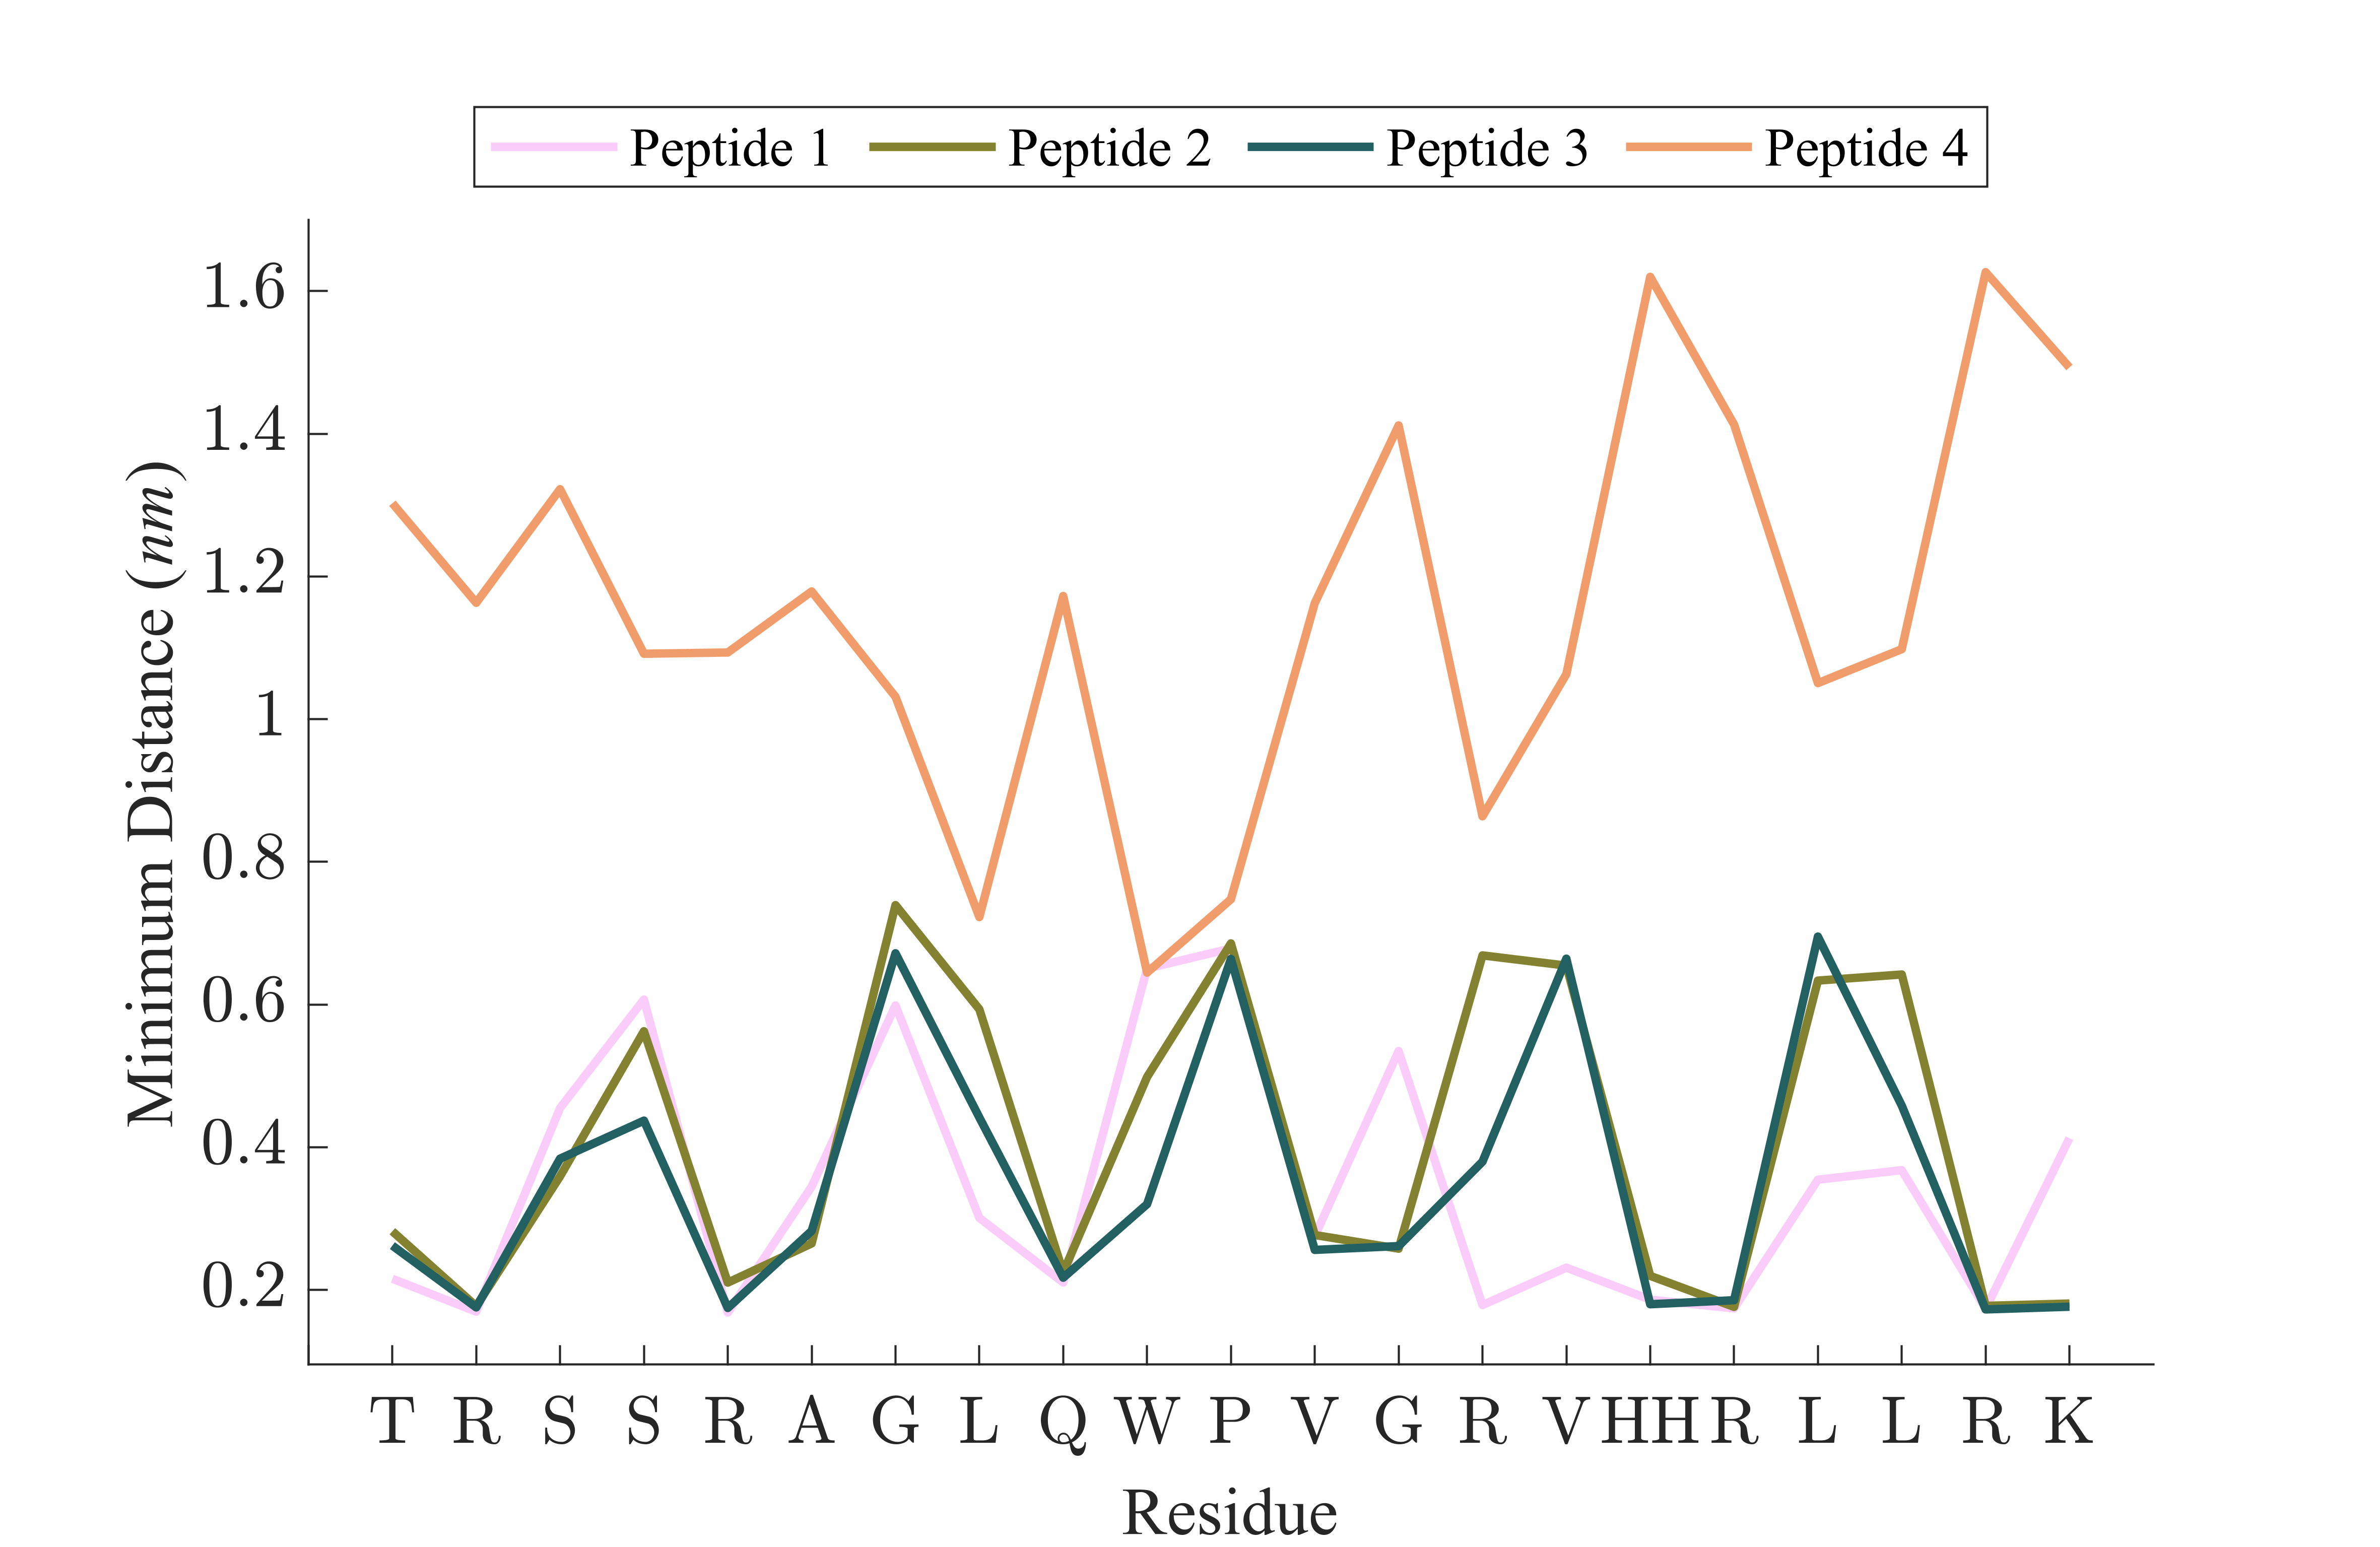 Peptide 1 Peptide 2 Peptide 3 Peptide 4
1.6
1.4
1.2
1
0.8
0.6
0.4
0.2
Minimum Distance (nm)
T R S S R A G L Q W P V G R V HHH R L L R K
Residue